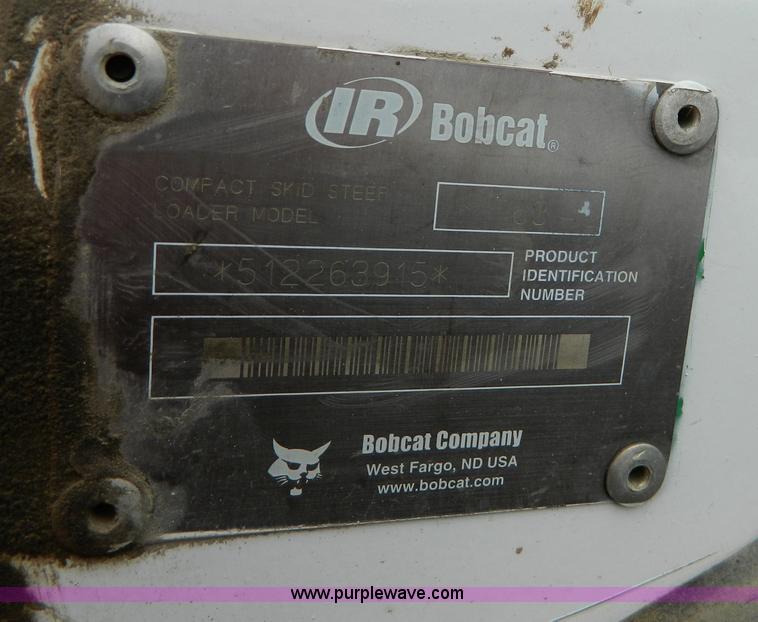 IR Bobcat®
COMPACT SKID STEER
LOADER MODEL
*512263915*
PRODUCT
IDENTIFICATION
NUMBER
Bobcat Company
West Fargo, ND USA
www.bobcat.com
www.purplewave.com